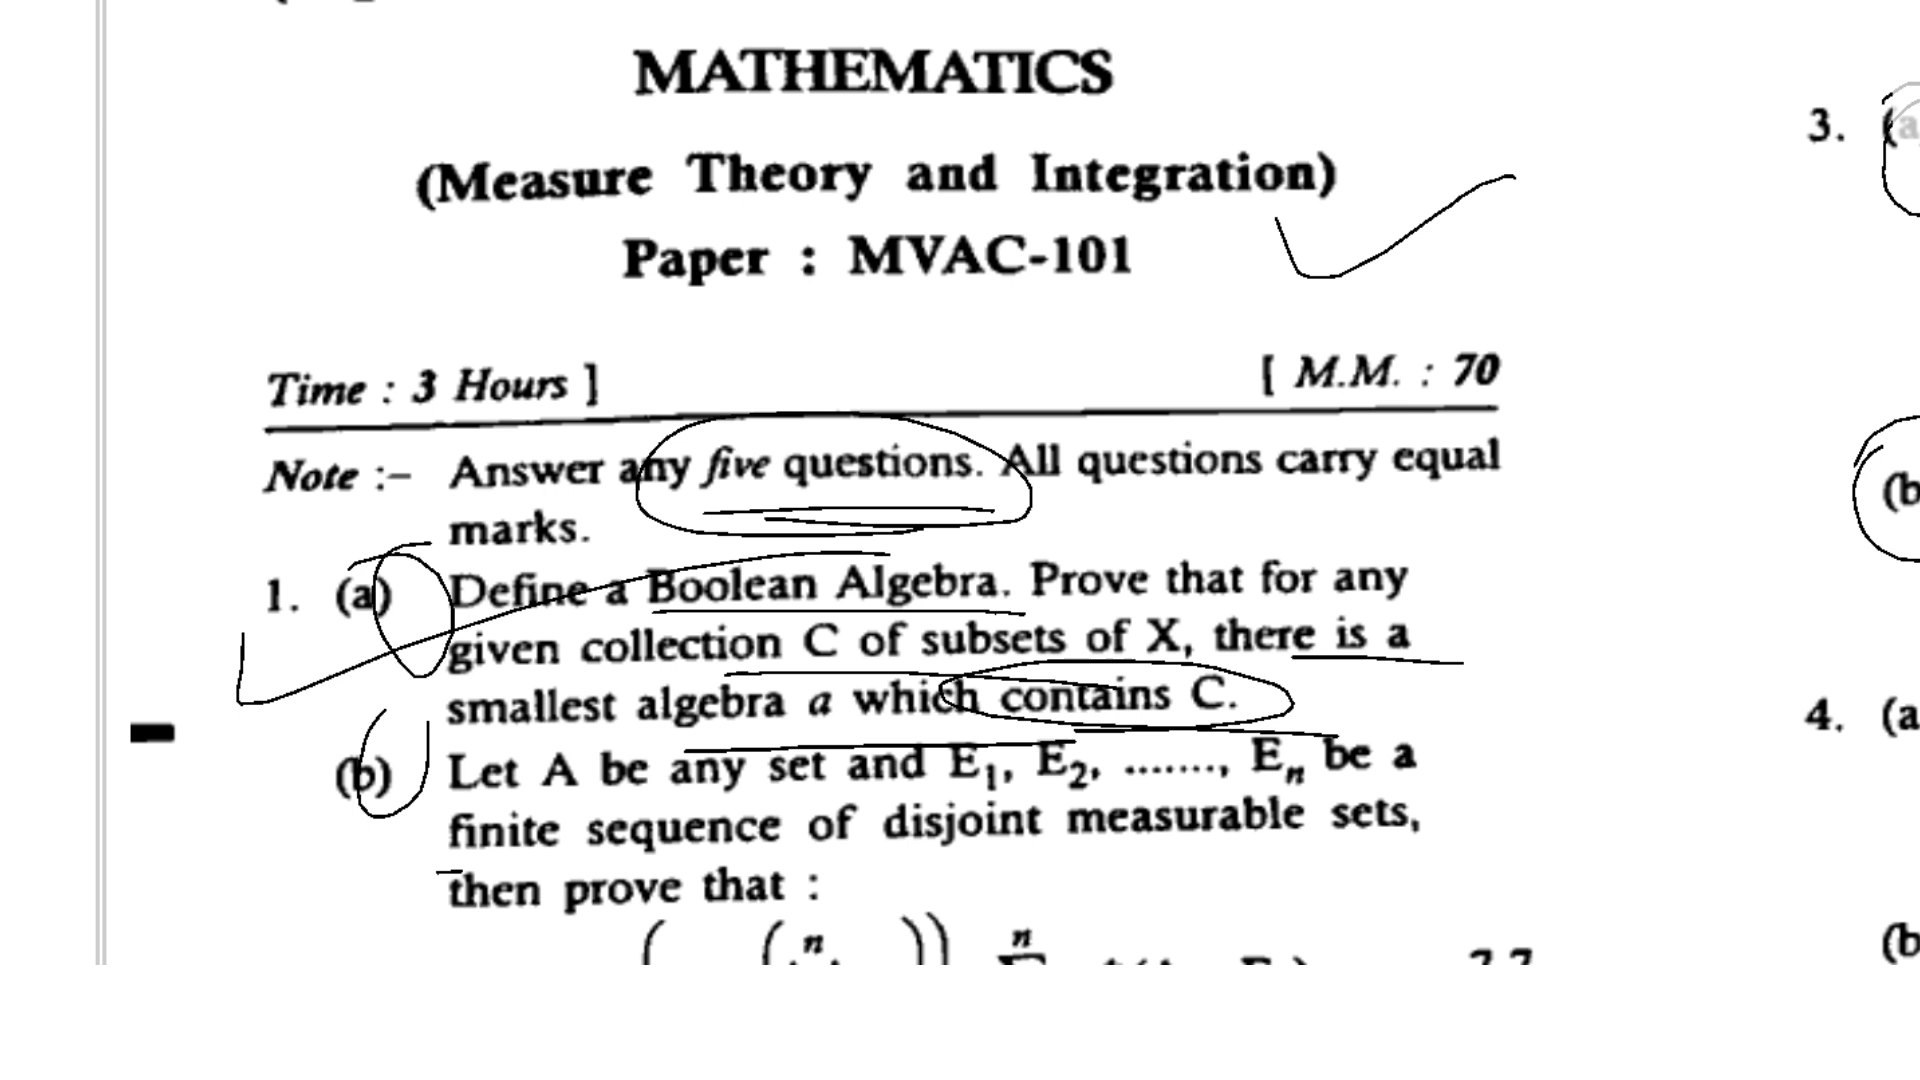 MATHEMATICS
(Measure Theory and Integration)
Paper : MVAC-101
Time : 3 Hours ]
[ M.M. : 70
Note :– Answer any five questions. All questions carry equal
marks.
1. (a) Define a Boolean Algebra. Prove that for any
given collection C of subsets of X, there is a
smallest algebra a which contains C.
(b) Let A be any set and E₁, E₂, ......., Eₙ be a
finite sequence of disjoint measurable sets,
then prove that :
3. (a
(b
4. (a
(b